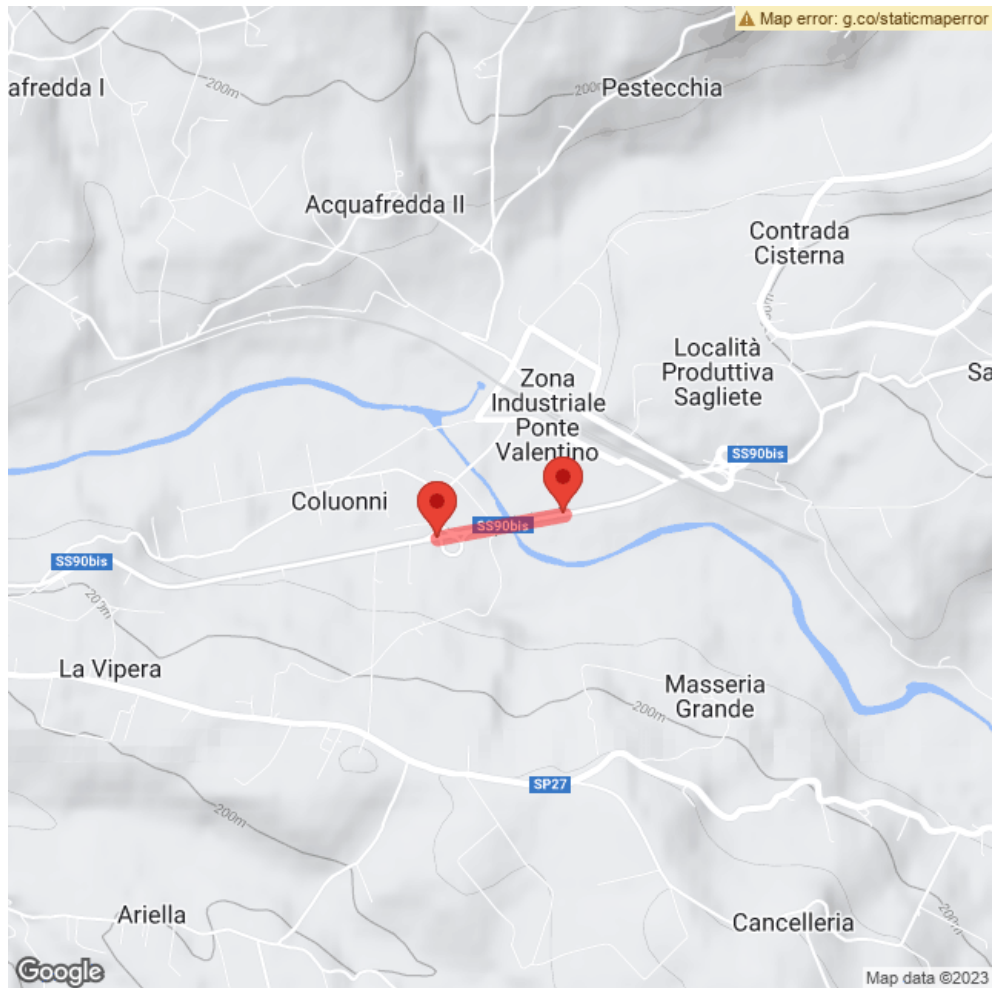 Map error: g.co/staticmaperror
afredda I
200m
200m
Pestecchia
Acquafredda II
Contrada
Cisterna
Località
Produttiva
Sagliete
Sa
Zona
Industriale
Ponte
Valentino
SS90bis
Coluonni
SS90bis
SS90bis
200m
La Vipera
Masseria
Grande
200m
SP27
200m
Ariella
Cancelleria
200m
Google
Map data ©2023